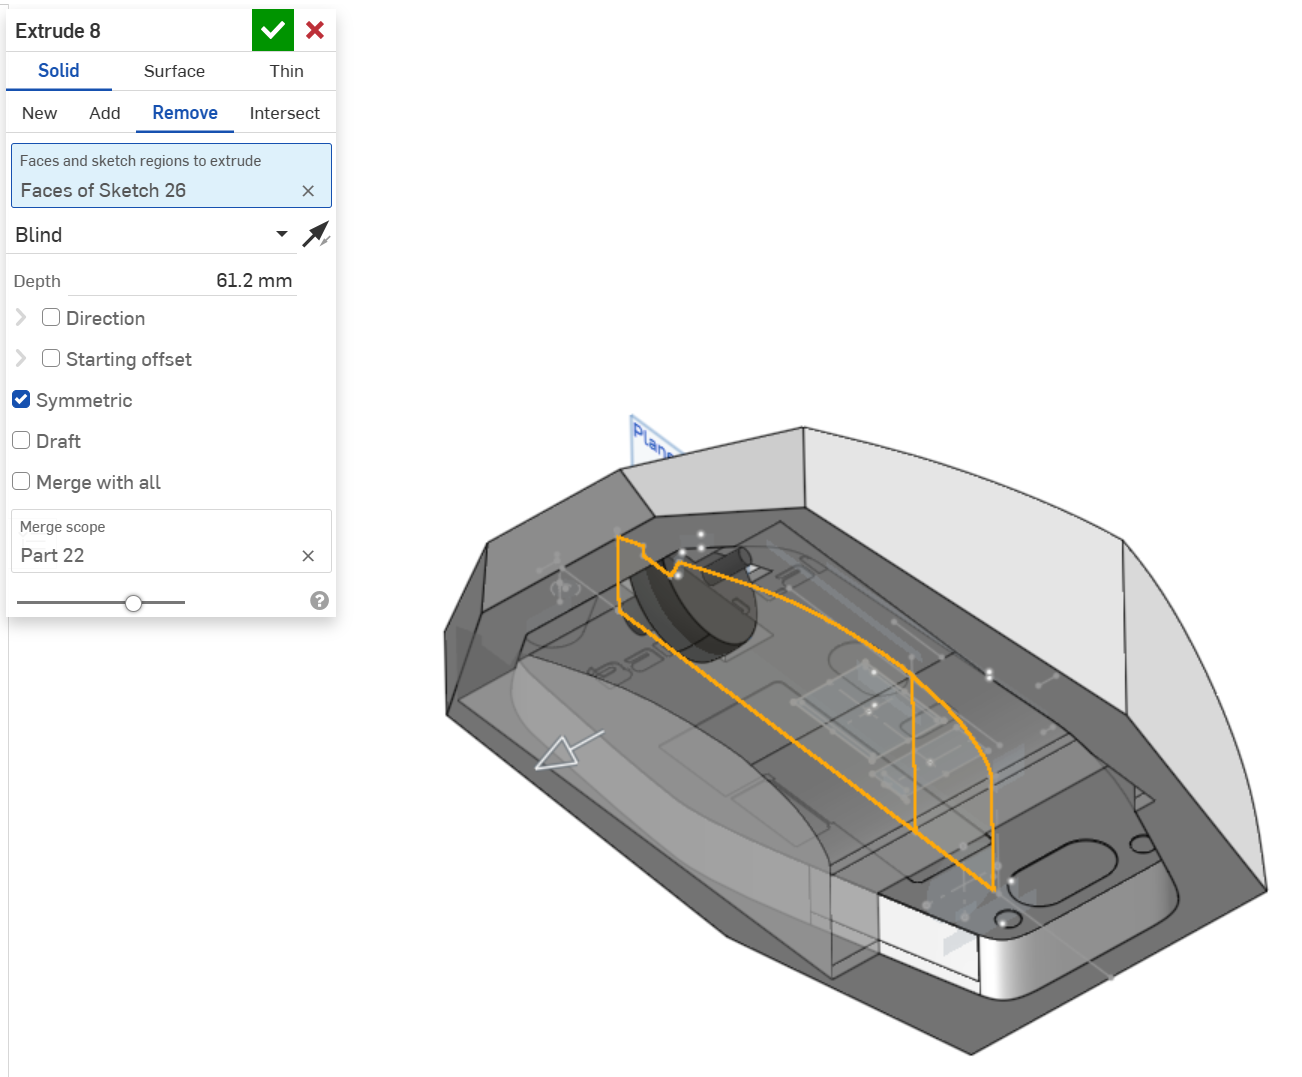 Extrude 8
Solid Surface Thin
New Add Remove Intersect
Faces and sketch regions to extrude
Faces of Sketch 26
Blind
Depth 61.2 mm
Direction
Starting offset
Symmetric
Draft
Merge with all
Merge scope
Part 22
Plane